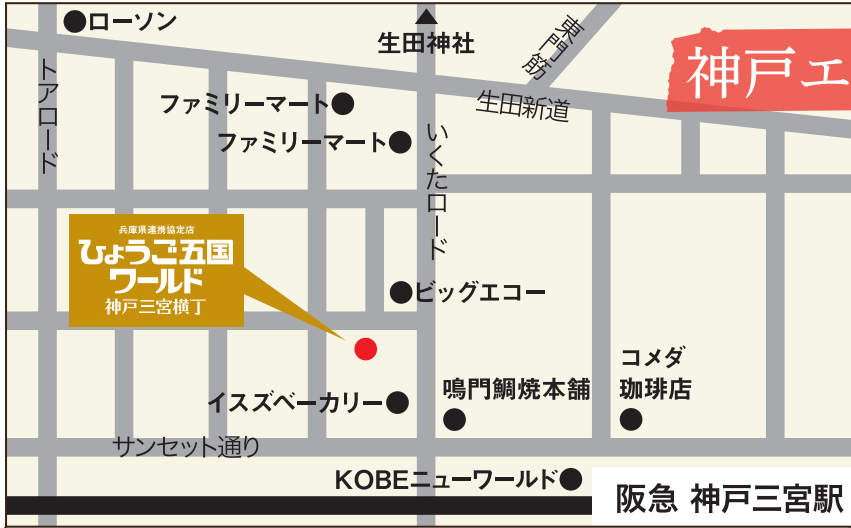 ローソン
生田神社
東門筋
神戸エ
トアロード
ファミリーマート
生田新道
ファミリーマート
いくたロード
兵庫県連携協定店
ひょうご五国
ワールド
神戸三宮横丁
ビッグエコー
コメダ
珈琲店
イスズベーカリー
鳴門鯛焼本舗
サンセット通り
KOBEニューワールド
阪急 神戸三宮駅